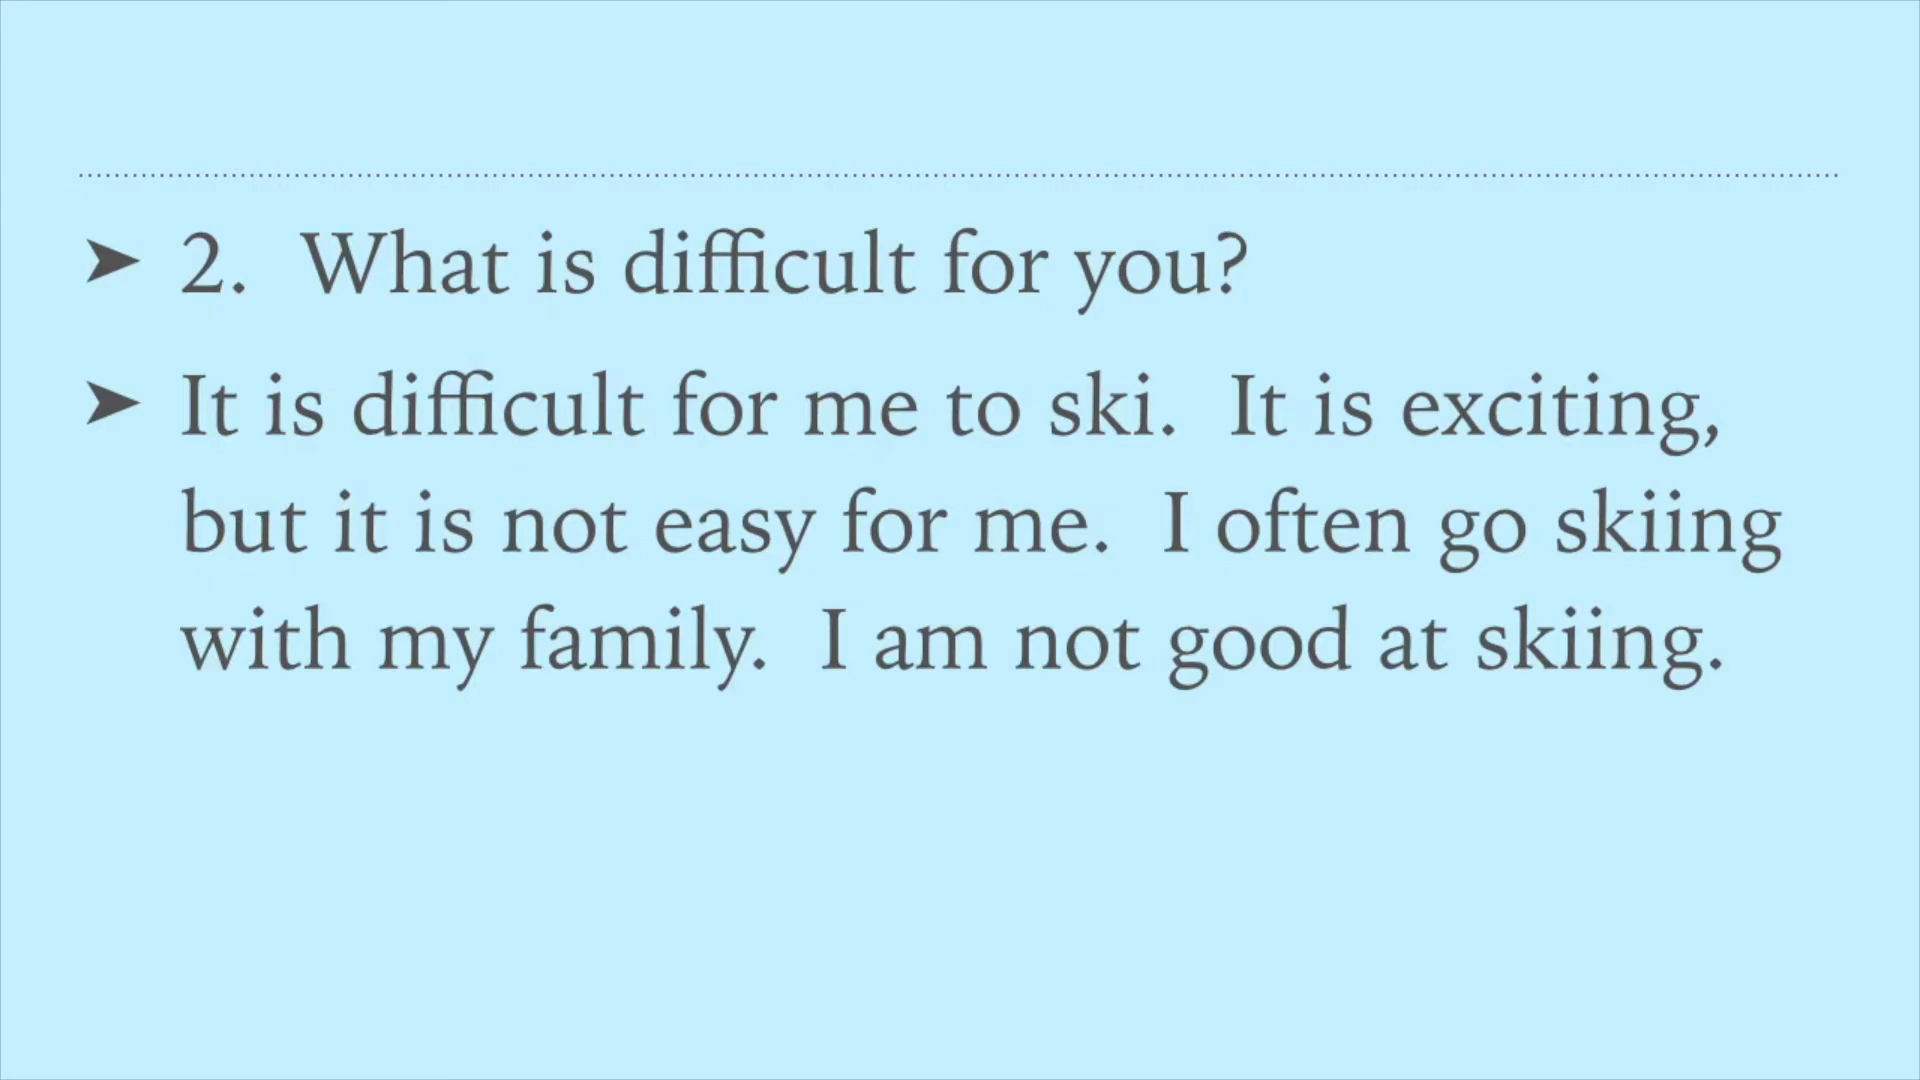 ➤ 2.  What is difficult for you?
➤ It is difficult for me to ski.  It is exciting,
but it is not easy for me.  I often go skiing
with my family.  I am not good at skiing.